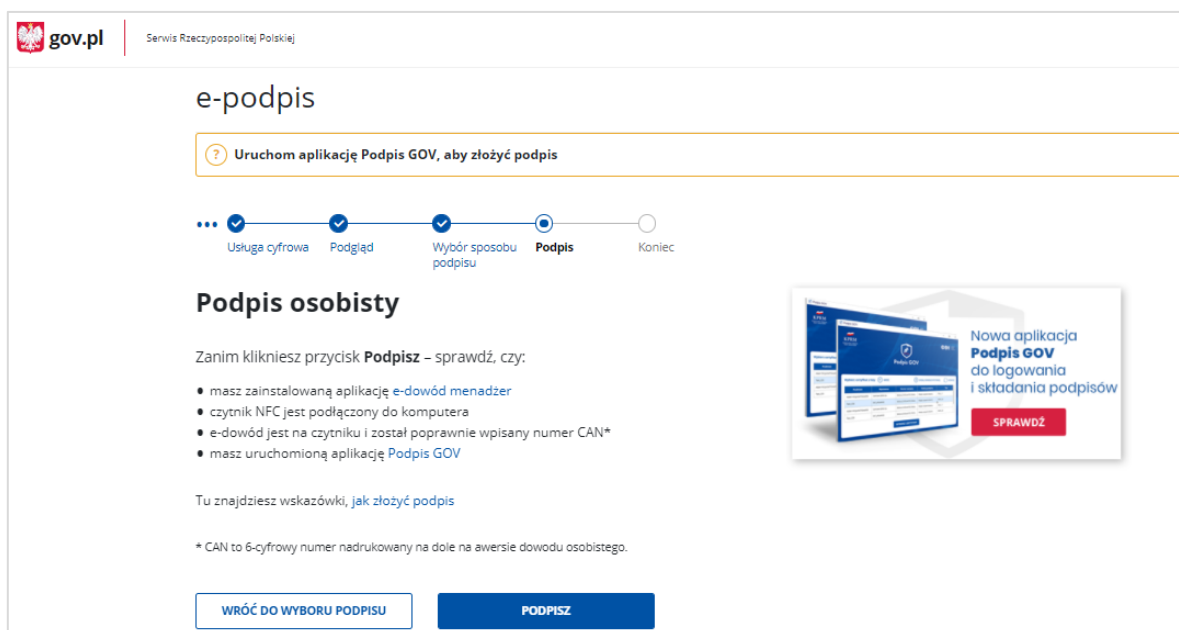 gov.pl
Serwis Rzeczypospolitej Polskiej
e-podpis
Uruchom aplikację Podpis GOV, aby złożyć podpis
Usługa cyfrowa
Podgląd
Wybór sposobu
podpisu
Podpis
Koniec
Podpis osobisty
Zanim klikniesz przycisk Podpisz – sprawdź, czy:
• masz zainstalowaną aplikację e-dowód menadżer
• czytnik NFC jest podłączony do komputera
• e-dowód jest na czytniku i został poprawnie wpisany numer CAN*
• masz uruchomioną aplikację Podpis GOV
Tu znajdziesz wskazówki, jak złożyć podpis
* CAN to 6-cyfrowy numer nadrukowany na dole na awersie dowodu osobistego.
WRÓĆ DO WYBORU PODPISU
PODPISZ
Podpis GOV
Nowa aplikacja
Podpis GOV
do logowania
i składania podpisów
SPRAWDŹ